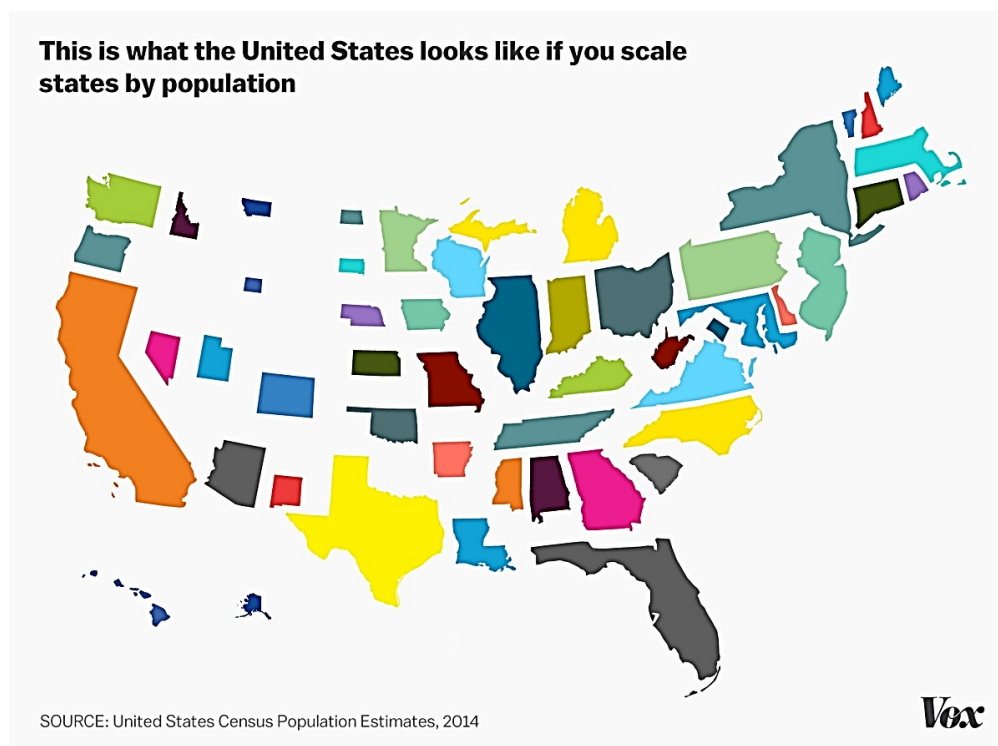 This is what the United States looks like if you scale
states by population
SOURCE: United States Census Population Estimates, 2014
Vox